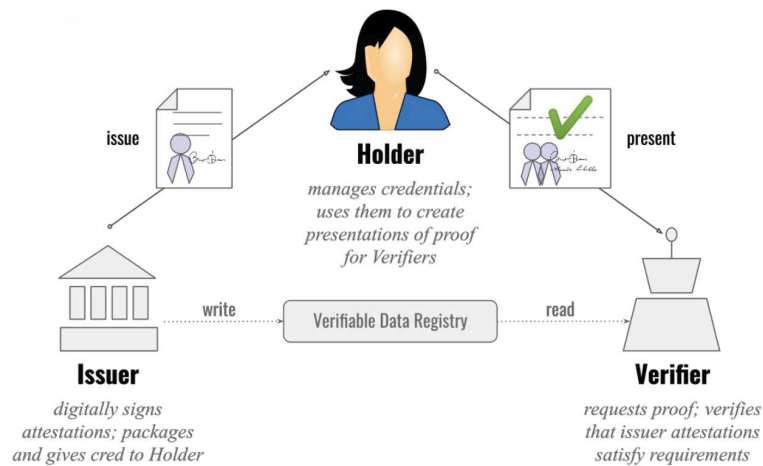 issue
present
Holder
manages credentials;
uses them to create
presentations of proof
for Verifiers
write
Verifiable Data Registry
read
Issuer
digitally signs
attestations; packages
and gives cred to Holder
Verifier
requests proof; verifies
that issuer attestations
satisfy requirements